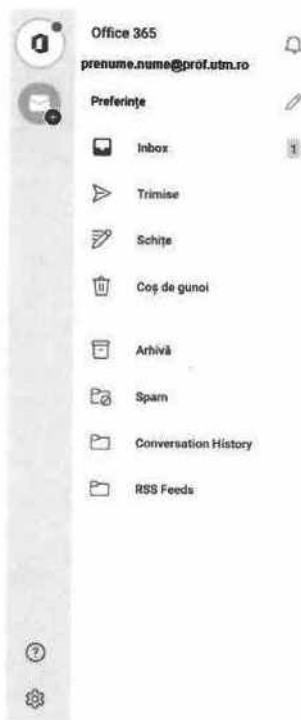 Office 365
prenume.nume@prof.utm.ro
Preferințe
Inbox 1
Trimise
Schițe
Coș de gunoi
Arhivă
Spam
Conversation History
RSS Feeds